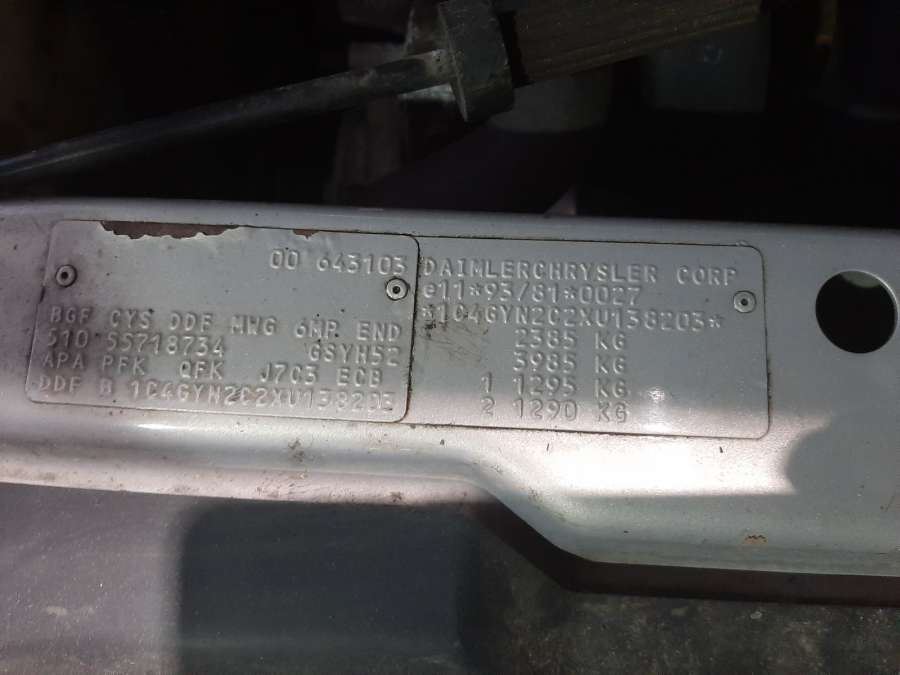 00 643103
BGF CYS DDF MWG 6MP END
510 55718734 GSYH52
APA PFK QFK J7C3 ECB
DDF B 1C4GYN2C2XU138203
DAIMLERCHRYSLER CORP
e11*93/81*0027
*1C4GYN2C2XU138203*
2385 KG
3985 KG
1 1295 KG
2 1290 KG